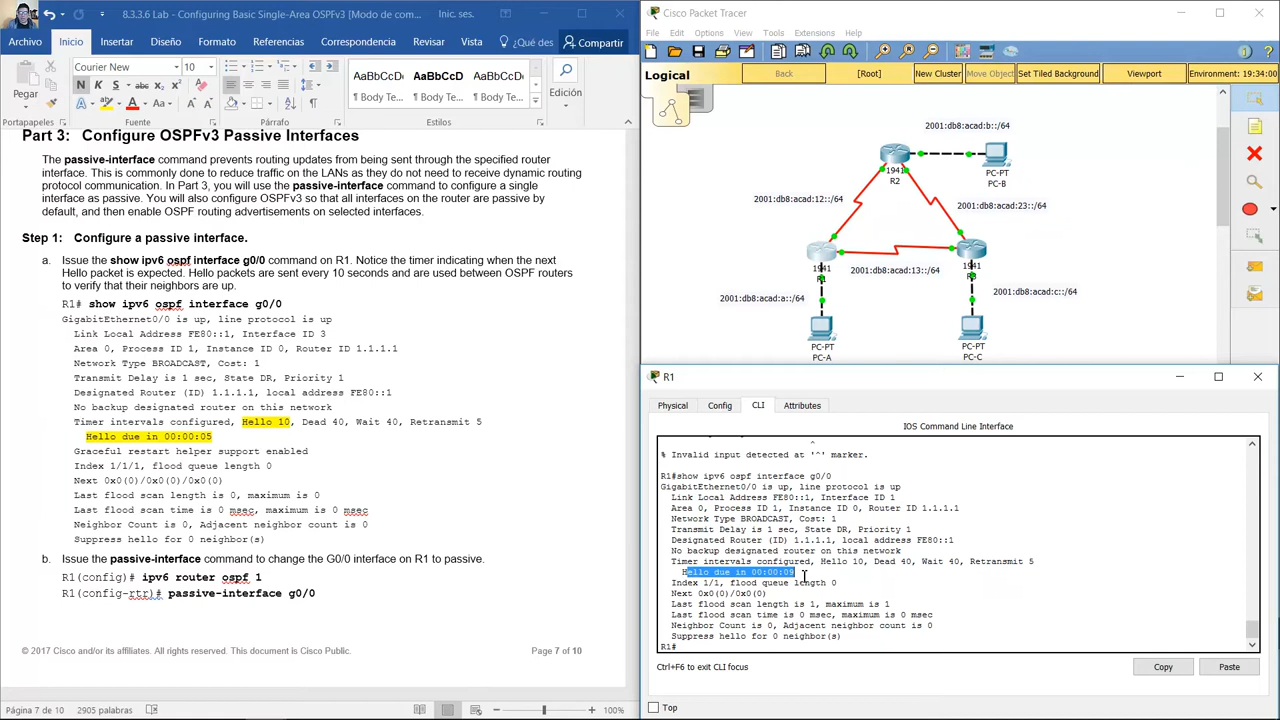 8.3.3.6 Lab - Configuring Basic Single-Area OSPFv3 [Modo de com...
Inic. ses.
Archivo Inicio Insertar Diseño Formato Referencias Correspondencia Revisar Vista ¿Qué des Compartir
Pegar
Courier New 10
N K S abc x₂ x²
AaBbCcD AaBbCcD AaBbCcD
¶ Body Te... ¶ Body Te... ¶ Body Te...
Edición
Portapapeles Fuente Párrafo Estilos
Part 3: Configure OSPFv3 Passive Interfaces
The passive-interface command prevents routing updates from being sent through the specified router
interface. This is commonly done to reduce traffic on the LANs as they do not need to receive dynamic routing
protocol communication. In Part 3, you will use the passive-interface command to configure a single
interface as passive. You will also configure OSPFv3 so that all interfaces on the router are passive by
default, and then enable OSPF routing advertisements on selected interfaces.
Step 1: Configure a passive interface.
a. Issue the show ipv6 ospf interface g0/0 command on R1. Notice the timer indicating when the next
Hello packet is expected. Hello packets are sent every 10 seconds and are used between OSPF routers
to verify that their neighbors are up.
R1# show ipv6 ospf interface g0/0
GigabitEthernet0/0 is up, line protocol is up
Link Local Address FE80::1, Interface ID 3
Area 0, Process ID 1, Instance ID 0, Router ID 1.1.1.1
Network Type BROADCAST, Cost: 1
Transmit Delay is 1 sec, State DR, Priority 1
Designated Router (ID) 1.1.1.1, local address FE80::1
No backup designated router on this network
Timer intervals configured, Hello 10, Dead 40, Wait 40, Retransmit 5
Hello due in 00:00:05
Graceful restart helper support enabled
Index 1/1/1, flood queue length 0
Next 0x0(0)/0x0(0)/0x0(0)
Last flood scan length is 0, maximum is 0
Last flood scan time is 0 msec, maximum is 0 msec
Neighbor Count is 0, Adjacent neighbor count is 0
Suppress hello for 0 neighbor(s)
b. Issue the passive-interface command to change the G0/0 interface on R1 to passive.
R1(config)# ipv6 router ospf 1
R1(config-rtr)# passive-interface g0/0
© 2017 Cisco and/or its affiliates. All rights reserved. This document is Cisco Public. Page 7 of 10
Página 7 de 10 2905 palabras 100%
Cisco Packet Tracer
File Edit Options View Tools Extensions Help
Logical Back [Root] New Cluster Move Object Set Tiled Background Viewport Environment: 19:34:00
2001:db8:acad:b::/64
1941
R2
PC-PT
PC-B
2001:db8:acad:12::/64
2001:db8:acad:23::/64
1941
R1
1941
R3
2001:db8:acad:13::/64
2001:db8:acad:a::/64
2001:db8:acad:c::/64
PC-PT
PC-A
PC-PT
PC-C
R1
Physical Config CLI Attributes
IOS Command Line Interface
^
% Invalid input detected at '^' marker.
R1#show ipv6 ospf interface g0/0
GigabitEthernet0/0 is up, line protocol is up
Link Local Address FE80::1, Interface ID 1
Area 0, Process ID 1, Instance ID 0, Router ID 1.1.1.1
Network Type BROADCAST, Cost: 1
Transmit Delay is 1 sec, State DR, Priority 1
Designated Router (ID) 1.1.1.1, local address FE80::1
No backup designated router on this network
Timer intervals configured, Hello 10, Dead 40, Wait 40, Retransmit 5
Hello due in 00:00:09
Index 1/1, flood queue length 0
Next 0x0(0)/0x0(0)
Last flood scan length is 1, maximum is 1
Last flood scan time is 0 msec, maximum is 0 msec
Neighbor Count is 0, Adjacent neighbor count is 0
Suppress hello for 0 neighbor(s)
R1#
Ctrl+F6 to exit CLI focus
Copy Paste
Top